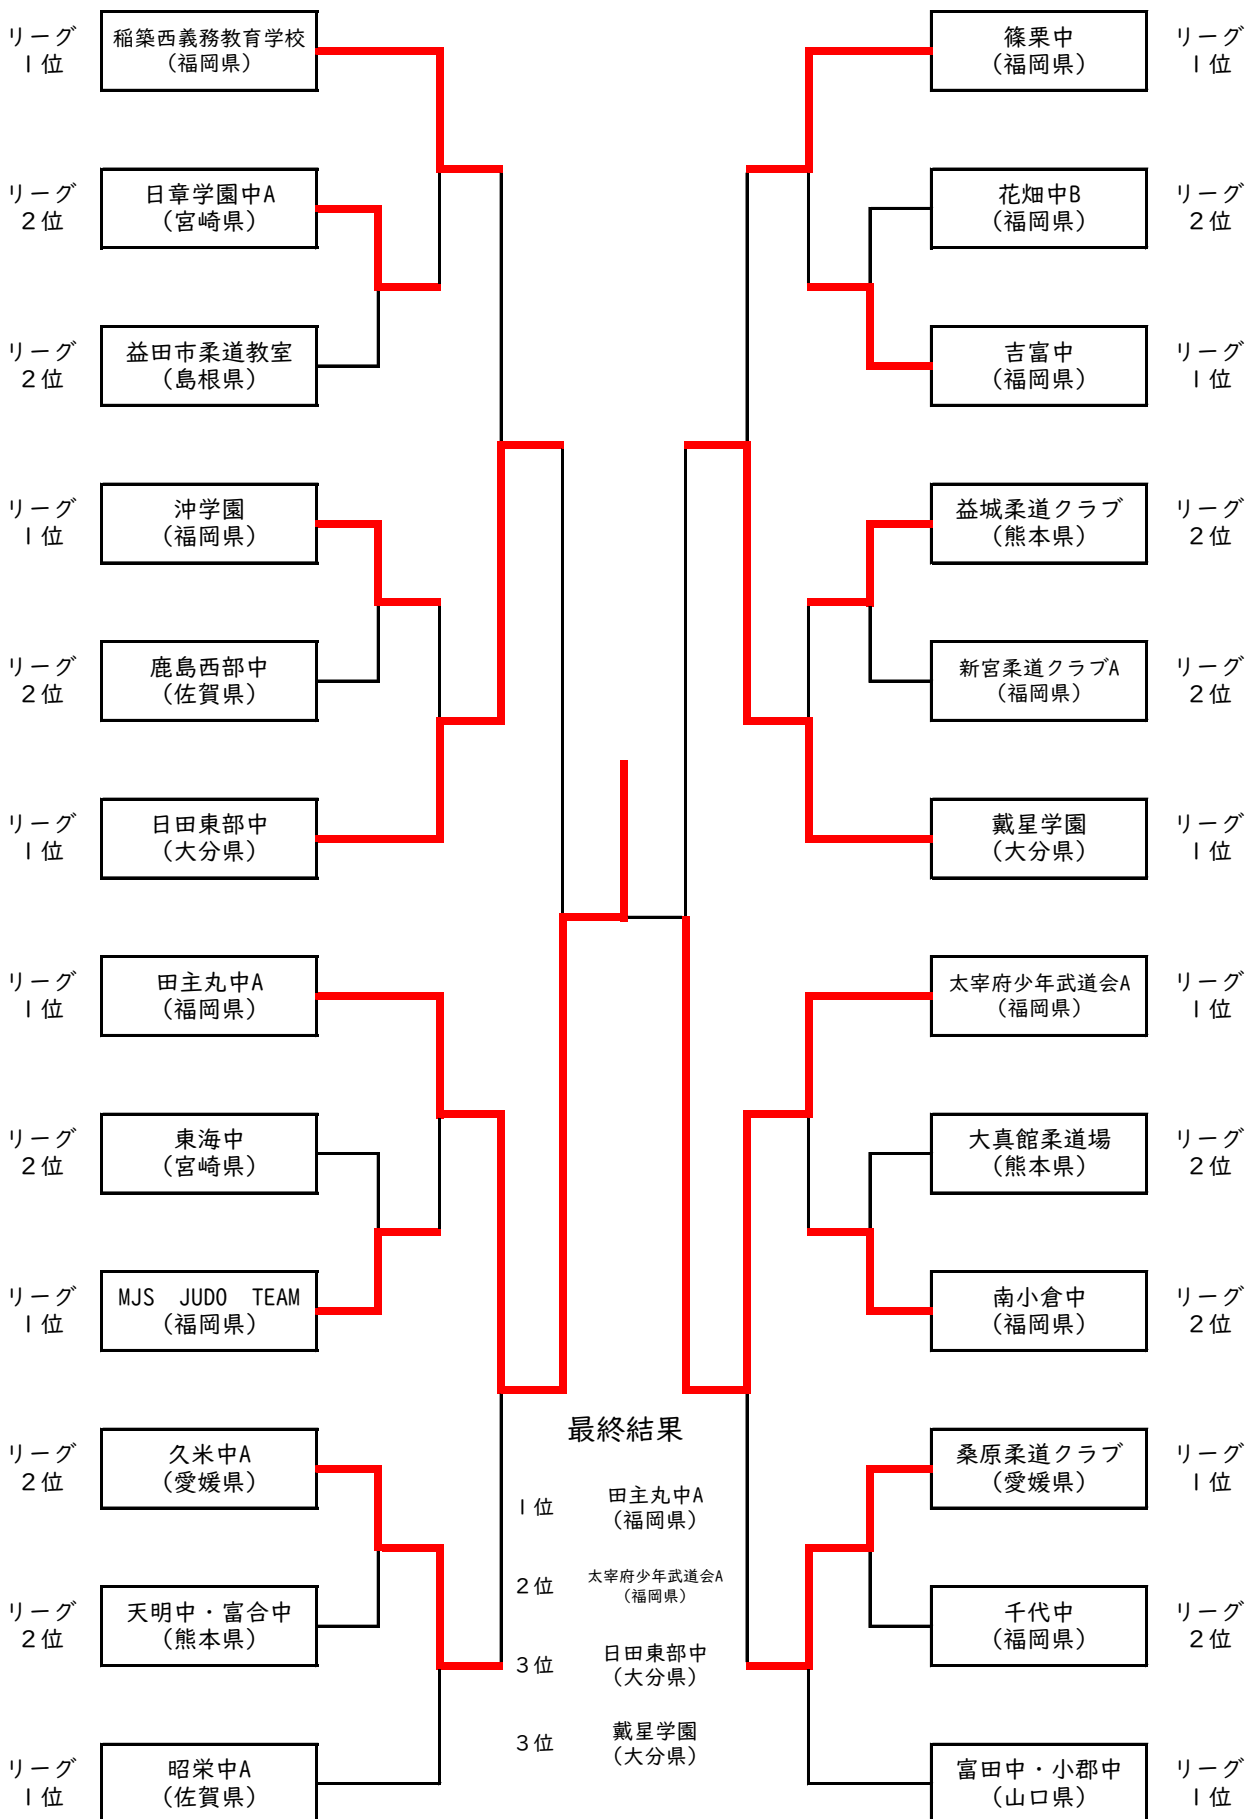 リーグ
1位
稲築西義務教育学校
(福岡県)
リーグ
2位
日章学園中A
(宮崎県)
リーグ
2位
益田市柔道教室
(島根県)
リーグ
1位
沖学園
(福岡県)
リーグ
2位
鹿島西部中
(佐賀県)
リーグ
1位
日田東部中
(大分県)
リーグ
1位
田主丸中A
(福岡県)
リーグ
2位
東海中
(宮崎県)
リーグ
1位
MJS JUDO TEAM
(福岡県)
リーグ
2位
久米中A
(愛媛県)
リーグ
2位
天明中・富合中
(熊本県)
リーグ
1位
昭栄中A
(佐賀県)
篠栗中
(福岡県)
リーグ
1位
花畑中B
(福岡県)
リーグ
2位
吉富中
(福岡県)
リーグ
1位
益城柔道クラブ
(熊本県)
リーグ
2位
新宮柔道クラブA
(福岡県)
リーグ
2位
戴星学園
(大分県)
リーグ
1位
太宰府少年武道会A
(福岡県)
リーグ
1位
大真館柔道場
(熊本県)
リーグ
2位
南小倉中
(福岡県)
リーグ
2位
桑原柔道クラブ
(愛媛県)
リーグ
1位
千代中
(福岡県)
リーグ
2位
富田中・小郡中
(山口県)
リーグ
1位
最終結果
1位 田主丸中A
(福岡県)
2位 太宰府少年武道会A
(福岡県)
3位 日田東部中
(大分県)
3位 戴星学園
(大分県)